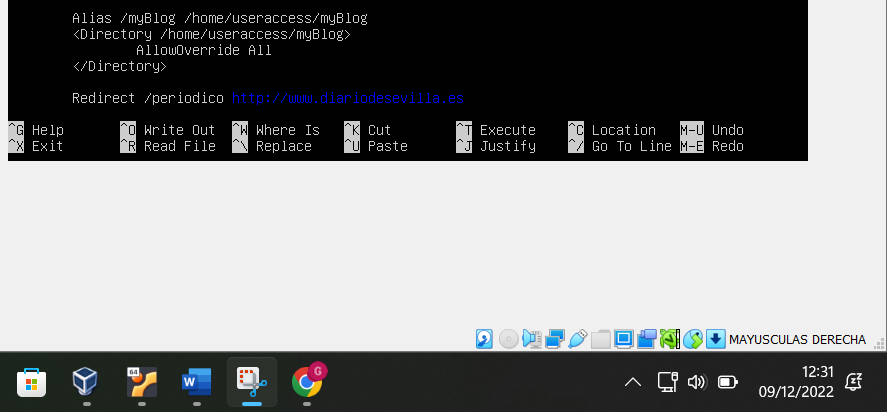 Alias /myBlog /home/useraccess/myBlog
<Directory /home/useraccess/myBlog>
AllowOverride All
</Directory>
Redirect /periodico http://www.diariodesevilla.es
^G Help ^O Write Out ^W Where Is ^K Cut ^T Execute ^C Location M-U Undo
^X Exit ^R Read File ^\ Replace ^U Paste ^J Justify ^/ Go To Line M-E Redo
MAYUSCULAS DERECHA
64
W
G
12:31
09/12/2022